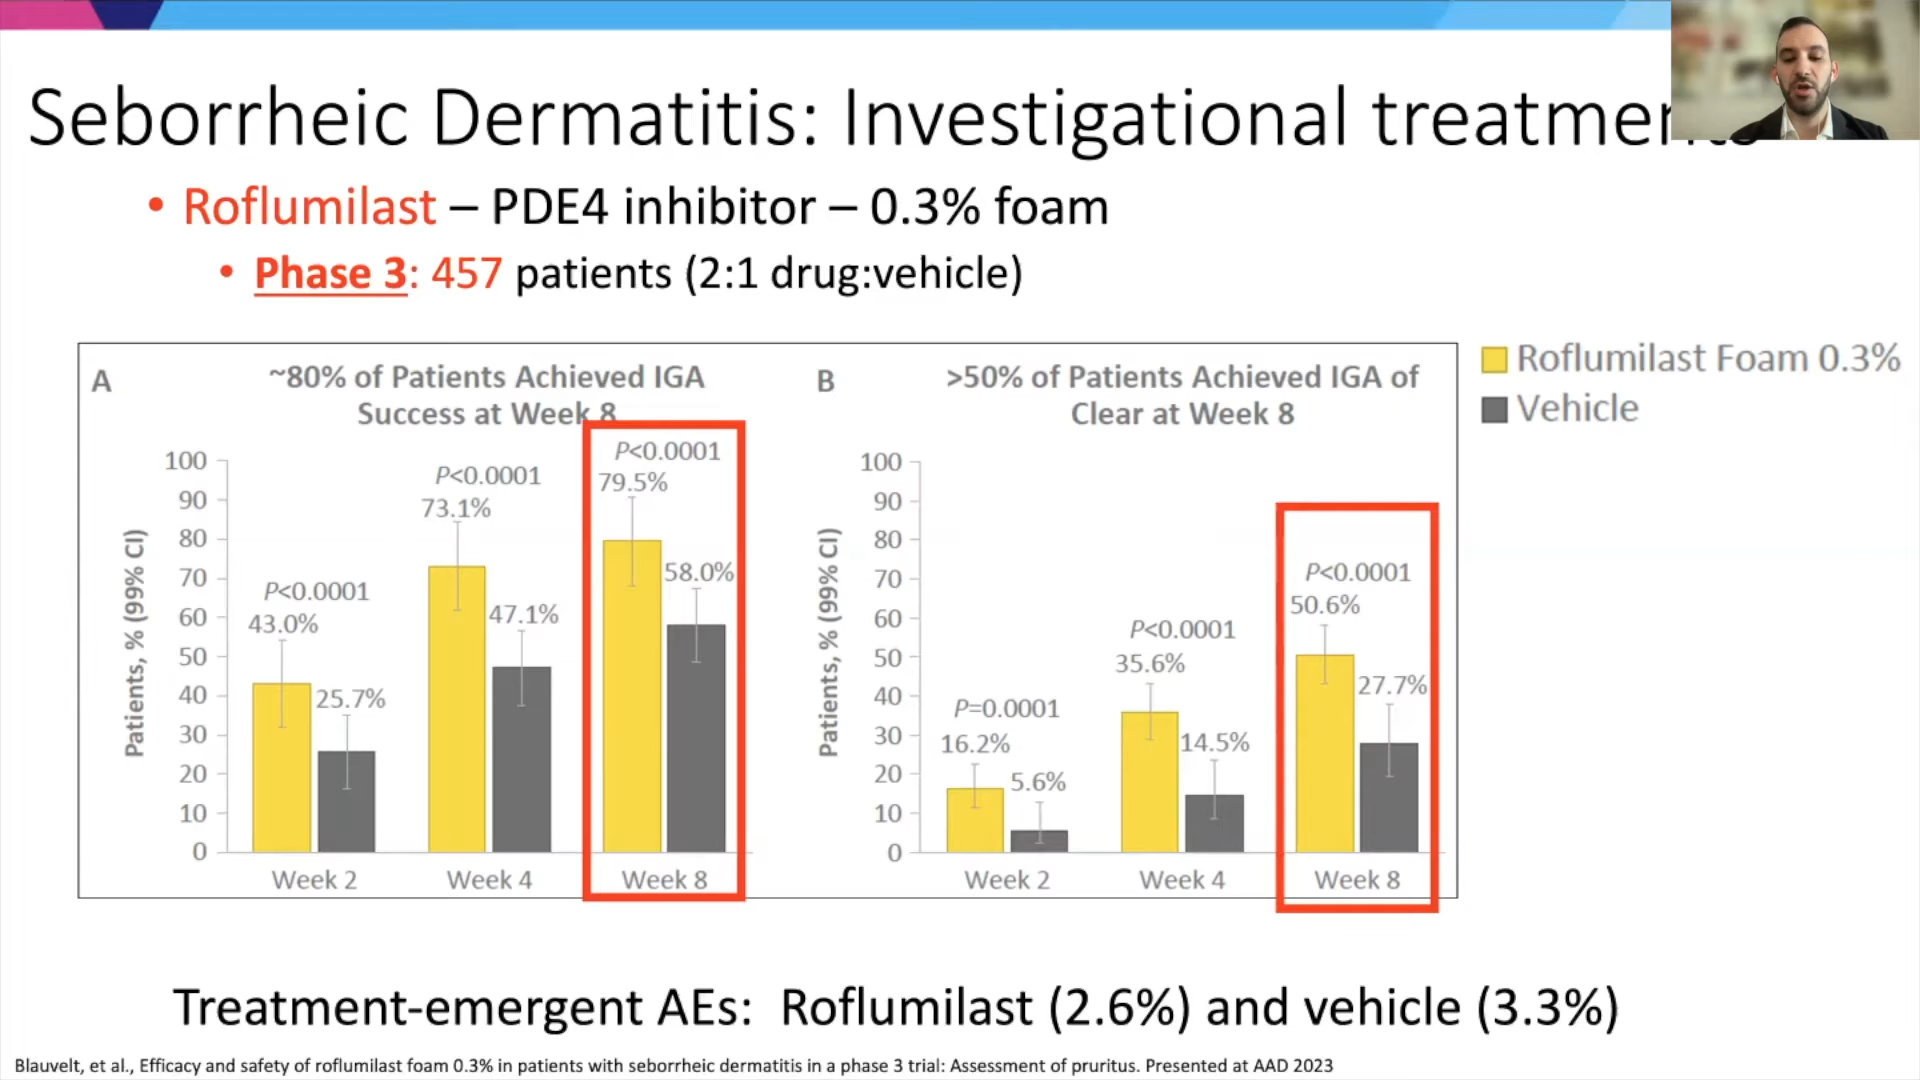 Seborrheic Dermatitis: Investigational
• Roflumilast – PDE4 inhibitor – 0.3% foam
• Phase 3: 457 patients (2:1 drug:vehicle)
Roflumilast Foam 0.3%
Vehicle
A
~80% of Patients Achieved IGA
Success at Week 8
Patients, % (99% CI)
100
90
80
70
60
50
40
30
20
10
0
P<0.0001
43.0%
25.7%
P<0.0001
73.1%
47.1%
P<0.0001
79.5%
58.0%
Week 2
Week 4
Week 8
B
>50% of Patients Achieved IGA of
Clear at Week 8
Patients, % (99% CI)
100
90
80
70
60
50
40
30
20
10
0
P=0.0001
16.2%
5.6%
P<0.0001
35.6%
14.5%
P<0.0001
50.6%
27.7%
Week 2
Week 4
Week 8
Treatment-emergent AEs: Roflumilast (2.6%) and vehicle (3.3%)
Blauvelt, et al., Efficacy and safety of roflumilast foam 0.3% in patients with seborrheic dermatitis in a phase 3 trial: Assessment of pruritus. Presented at AAD 2023